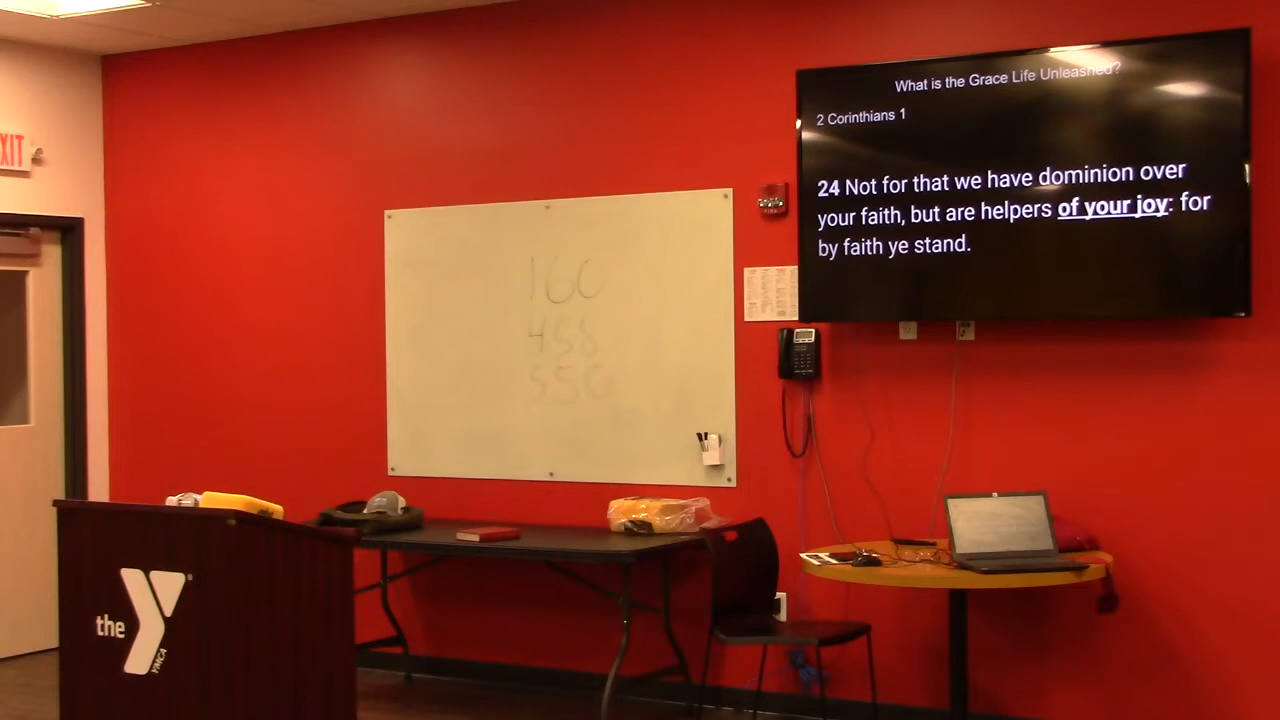 EXIT
What is the Grace Life Unleashed?
2 Corinthians 1
24 Not for that we have dominion over
your faith, but are helpers of your joy: for
by faith ye stand.
160
455
550
the Y
YMCA